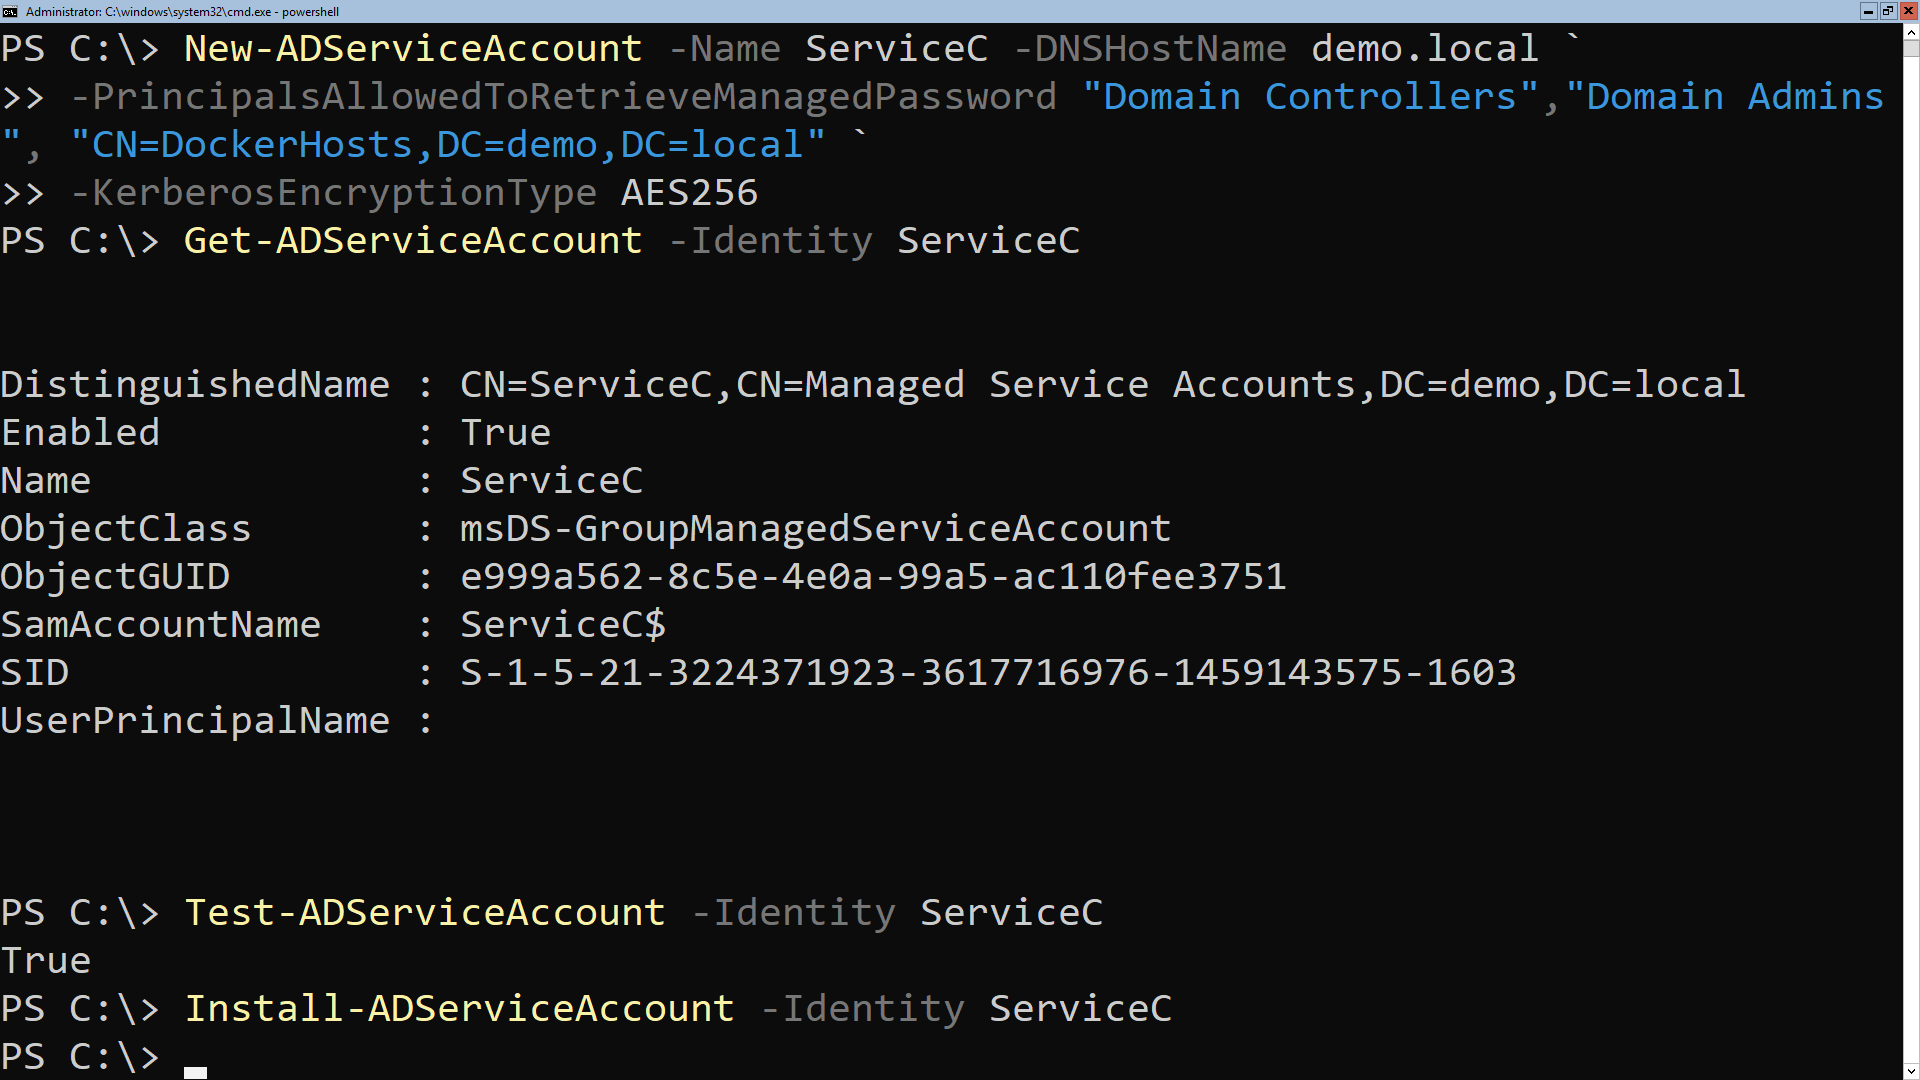 Administrator: C:\windows\system32\cmd.exe - powershell
PS C:\> New-ADServiceAccount -Name ServiceC -DNSHostName demo.local `
>> -PrincipalsAllowedToRetrieveManagedPassword "Domain Controllers","Domain Admins
", "CN=DockerHosts,DC=demo,DC=local" `
>> -KerberosEncryptionType AES256
PS C:\> Get-ADServiceAccount -Identity ServiceC
DistinguishedName : CN=ServiceC,CN=Managed Service Accounts,DC=demo,DC=local
Enabled           : True
Name              : ServiceC
ObjectClass       : msDS-GroupManagedServiceAccount
ObjectGUID        : e999a562-8c5e-4e0a-99a5-ac110fee3751
SamAccountName    : ServiceC$
SID               : S-1-5-21-3224371923-3617716976-1459143575-1603
UserPrincipalName :
PS C:\> Test-ADServiceAccount -Identity ServiceC
True
PS C:\> Install-ADServiceAccount -Identity ServiceC
PS C:\>